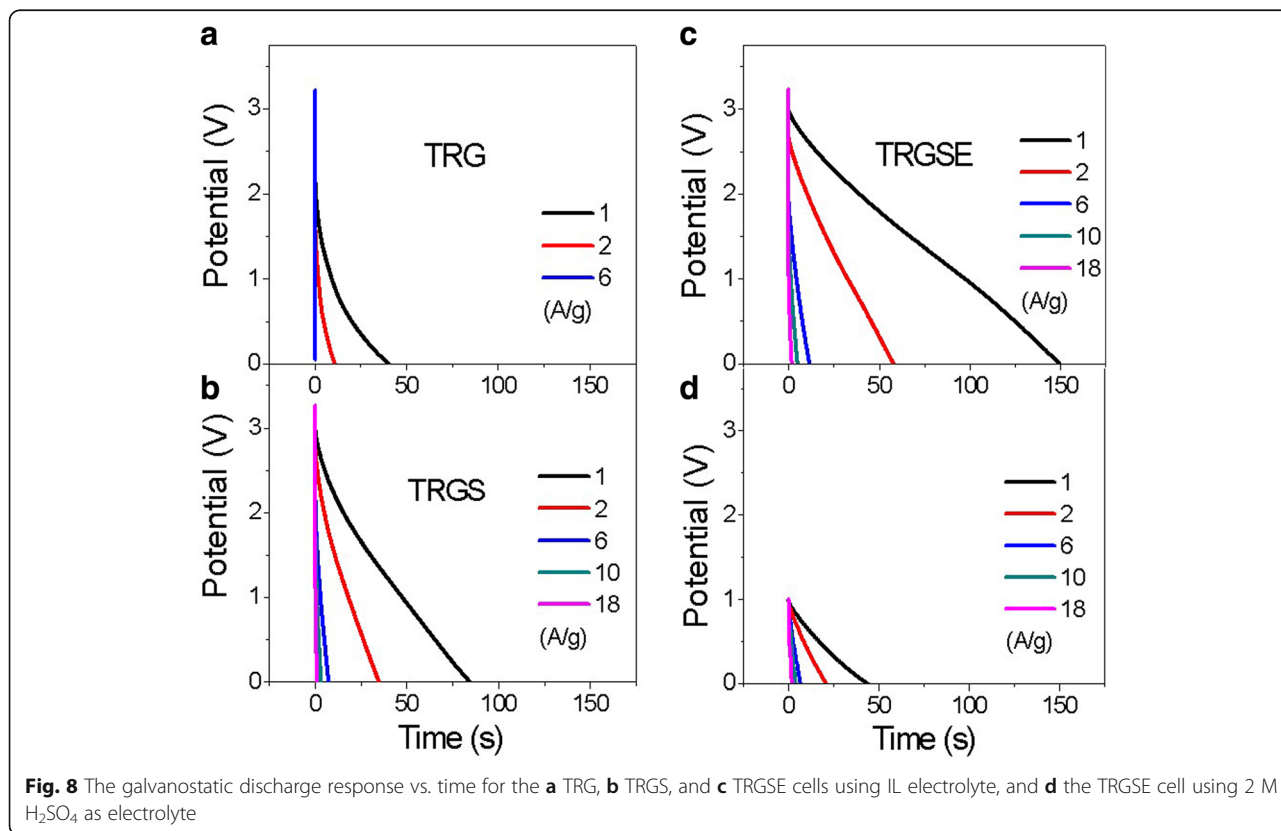 a
Potential (V)
3
2
1
0
TRG
1
2
6
(A/g)
0 50 100 150
b
Potential (V)
3
2
1
0
TRGS
1
2
6
10
18
(A/g)
0 50 100 150
Time (s)
c
Potential (V)
3
2
1
0
TRGSE
1
2
6
10
18
(A/g)
0 50 100 150
d
Potential (V)
3
2
1
0
1
2
6
10
18
(A/g)
0 50 100 150
Time (s)
Fig. 8 The galvanostatic discharge response vs. time for the a TRG, b TRGS, and c TRGSE cells using IL electrolyte, and d the TRGSE cell using 2 M
H₂SO₄ as electrolyte